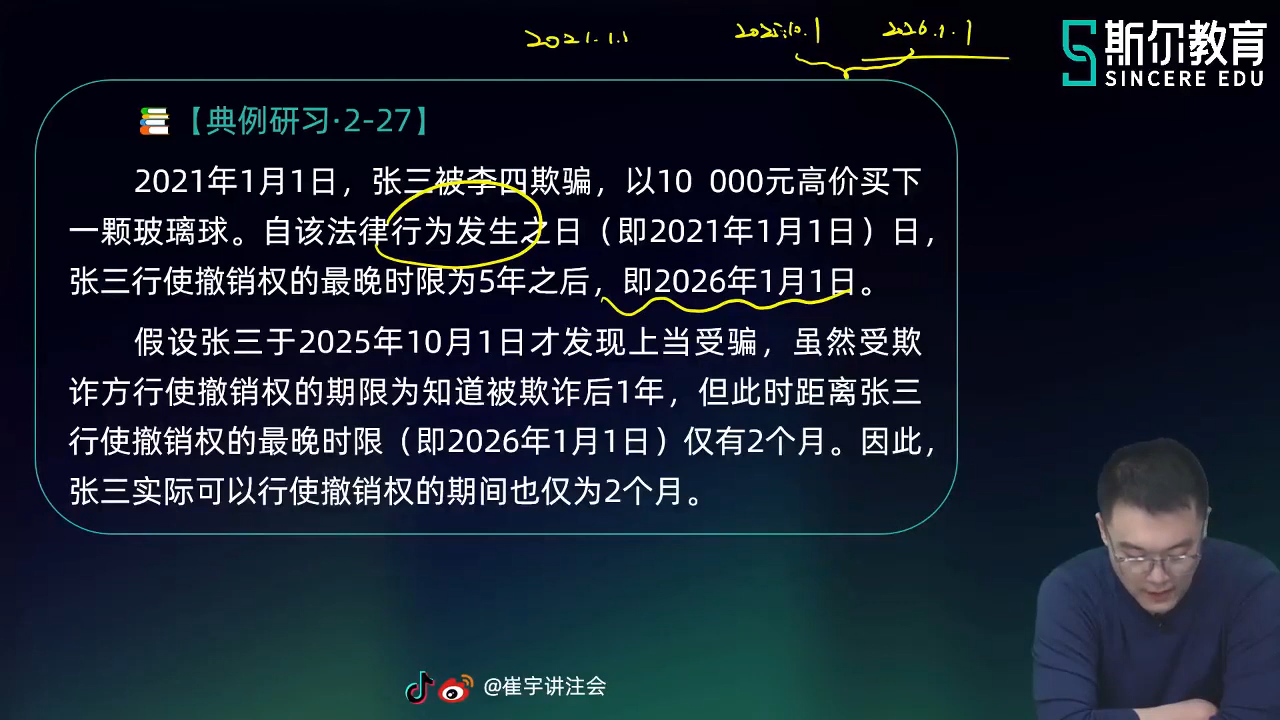 2021.1.1 2025.10.1 2026.1.1
斯尔教育
SINCERE EDU
【典例研习·2-27】
2021年1月1日，张三被李四欺骗，以10 000元高价买下
一颗玻璃球。自该法律行为发生之日（即2021年1月1日）日，
张三行使撤销权的最晚时限为5年之后，即2026年1月1日。
假设张三于2025年10月1日才发现上当受骗，虽然受欺
诈方行使撤销权的期限为知道被欺诈后1年，但此时距离张三
行使撤销权的最晚时限（即2026年1月1日）仅有2个月。因此，
张三实际可以行使撤销权的期间也仅为2个月。
@崔宇讲注会